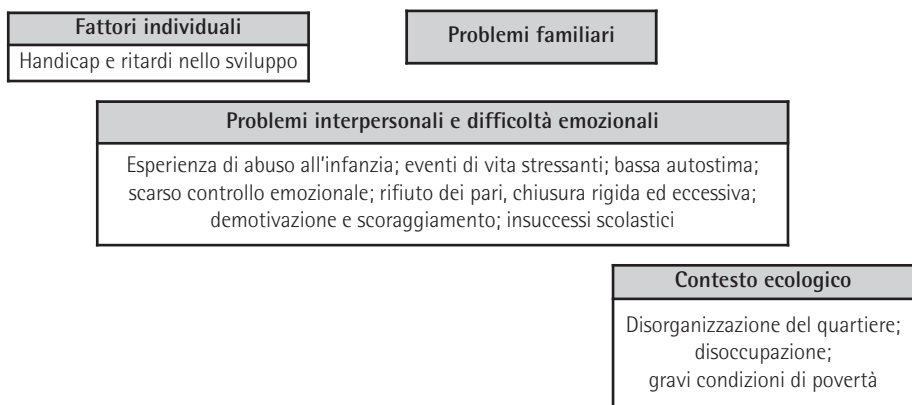 Fattori individuali
Handicap e ritardi nello sviluppo
Problemi familiari
Problemi interpersonali e difficoltà emozionali
Esperienza di abuso all'infanzia; eventi di vita stressanti; bassa autostima;
scarso controllo emozionale; rifiuto dei pari, chiusura rigida ed eccessiva;
demotivazione e scoraggiamento; insuccessi scolastici
Contesto ecologico
Disorganizzazione del quartiere;
disoccupazione;
gravi condizioni di povertà